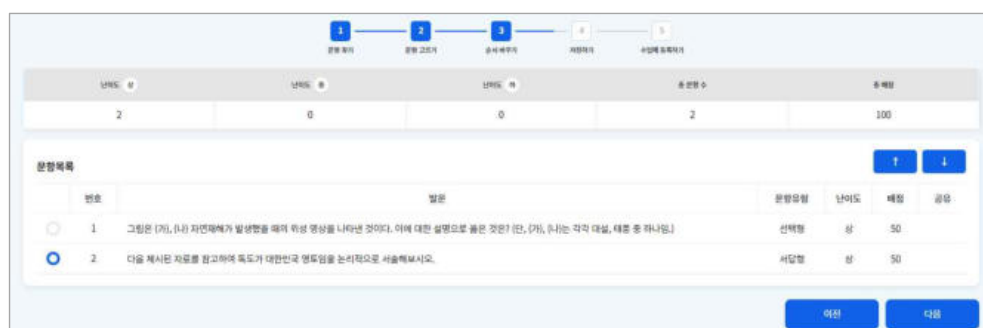 1 2 3 4 5
문항 찾기 문항 고르기 순서 바꾸기 저장하기 수업에 등록하기
난이도 상 난이도 중 난이도 하 총 문항 수 총 배점
2 0 0 2 100
문항목록 ↑ ↓
번호 발문 문항유형 난이도 배점 공유
1 그림은 (가), (나) 자연재해가 발생했을 때의 위성 영상을 나타낸 것이다. 이에 대한 설명으로 옳은 것은? (단, (가), (나)는 각각 대설, 태풍 중 하나임.) 선택형 상 50
2 다음 제시된 자료를 참고하여 독도가 대한민국 영토임을 논리적으로 서술해보시오. 서답형 상 50
이전 다음